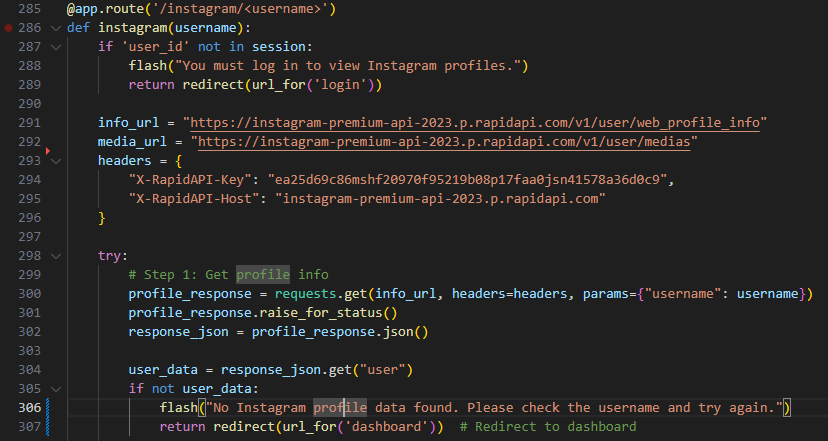 285 @app.route('/instagram/<username>')
286 def instagram(username):
287 if 'user_id' not in session:
288 flash("You must log in to view Instagram profiles.")
289 return redirect(url_for('login'))
290
291 info_url = "https://instagram-premium-api-2023.p.rapidapi.com/v1/user/web_profile_info"
292 media_url = "https://instagram-premium-api-2023.p.rapidapi.com/v1/user/medias"
293 headers = {
294 "X-RapidAPI-Key": "ea25d69c86mshf20970f95219b08p17faa0jsn41578a36d0c9",
295 "X-RapidAPI-Host": "instagram-premium-api-2023.p.rapidapi.com"
296 }
297
298 try:
299 # Step 1: Get profile info
300 profile_response = requests.get(info_url, headers=headers, params={"username": username})
301 profile_response.raise_for_status()
302 response_json = profile_response.json()
303
304 user_data = response_json.get("user")
305 if not user_data:
306 flash("No Instagram profile data found. Please check the username and try again.")
307 return redirect(url_for('dashboard')) # Redirect to dashboard